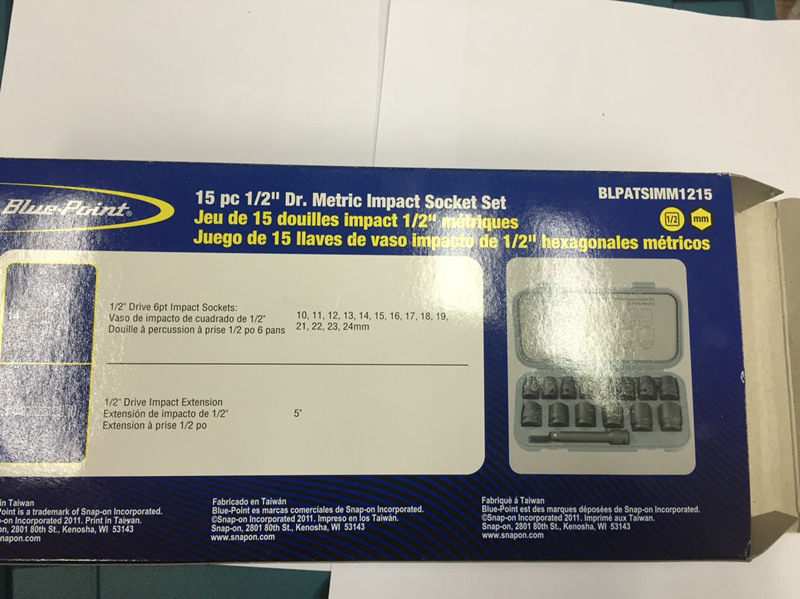 Blue-Point®
15 pc 1/2" Dr. Metric Impact Socket Set
Jeu de 15 douilles impact 1/2" métriques
Juego de 15 llaves de vaso impacto de 1/2" hexagonales métricos
BLPATSIMM1215
1/2
mm
1/2" Drive 6pt Impact Sockets:
Vaso de impacto de cuadrado de 1/2"
Douille à percussion à prise 1/2 po 6 pans
10, 11, 12, 13, 14, 15, 16, 17, 18, 19,
21, 22, 23, 24mm
1/2" Drive Impact Extension
Extensión de impacto de 1/2"
Extension à prise 1/2 po
5"
in Taiwan
Point is a trademark of Snap-on Incorporated.
-on Incorporated 2011. Print in Taiwan.
on, 2801 80th St., Kenosha, WI 53143
snapon.com
Fabricado en Taiwán
Blue-Point es marcas comerciales de Snap-on Incorporated.
©Snap-on Incorporated 2011. Impreso en los Taiwán.
Snap-on, 2801 80th St., Kenosha, WI 53143
www.snapon.com
Fabriqué á Taiwan
Blue-Point est des marques déposées de Snap-on Incorporated.
©Snap-on Incorporated 2011. Imprimé aux Taiwan.
Snap-on, 2801 80th St., Kenosha, WI 53143
www.snapon.com